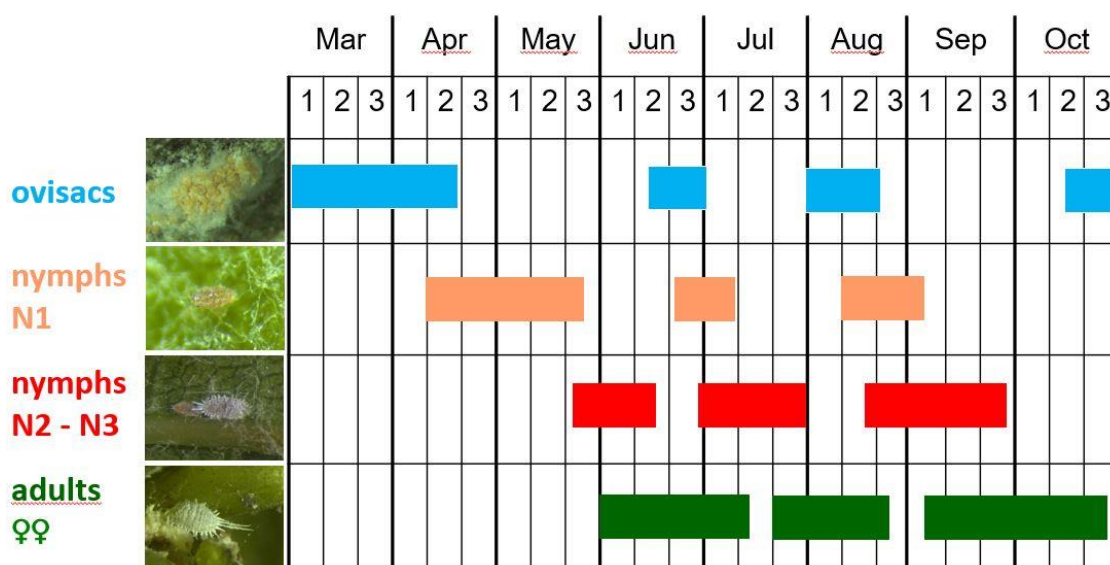 Mar Apr May Jun Jul Aug Sep Oct
1 2 3 1 2 3 1 2 3 1 2 3 1 2 3 1 2 3 1 2 3 1 2 3
ovisacs
nymphs
N1
nymphs
N2 - N3
adults
♀♀